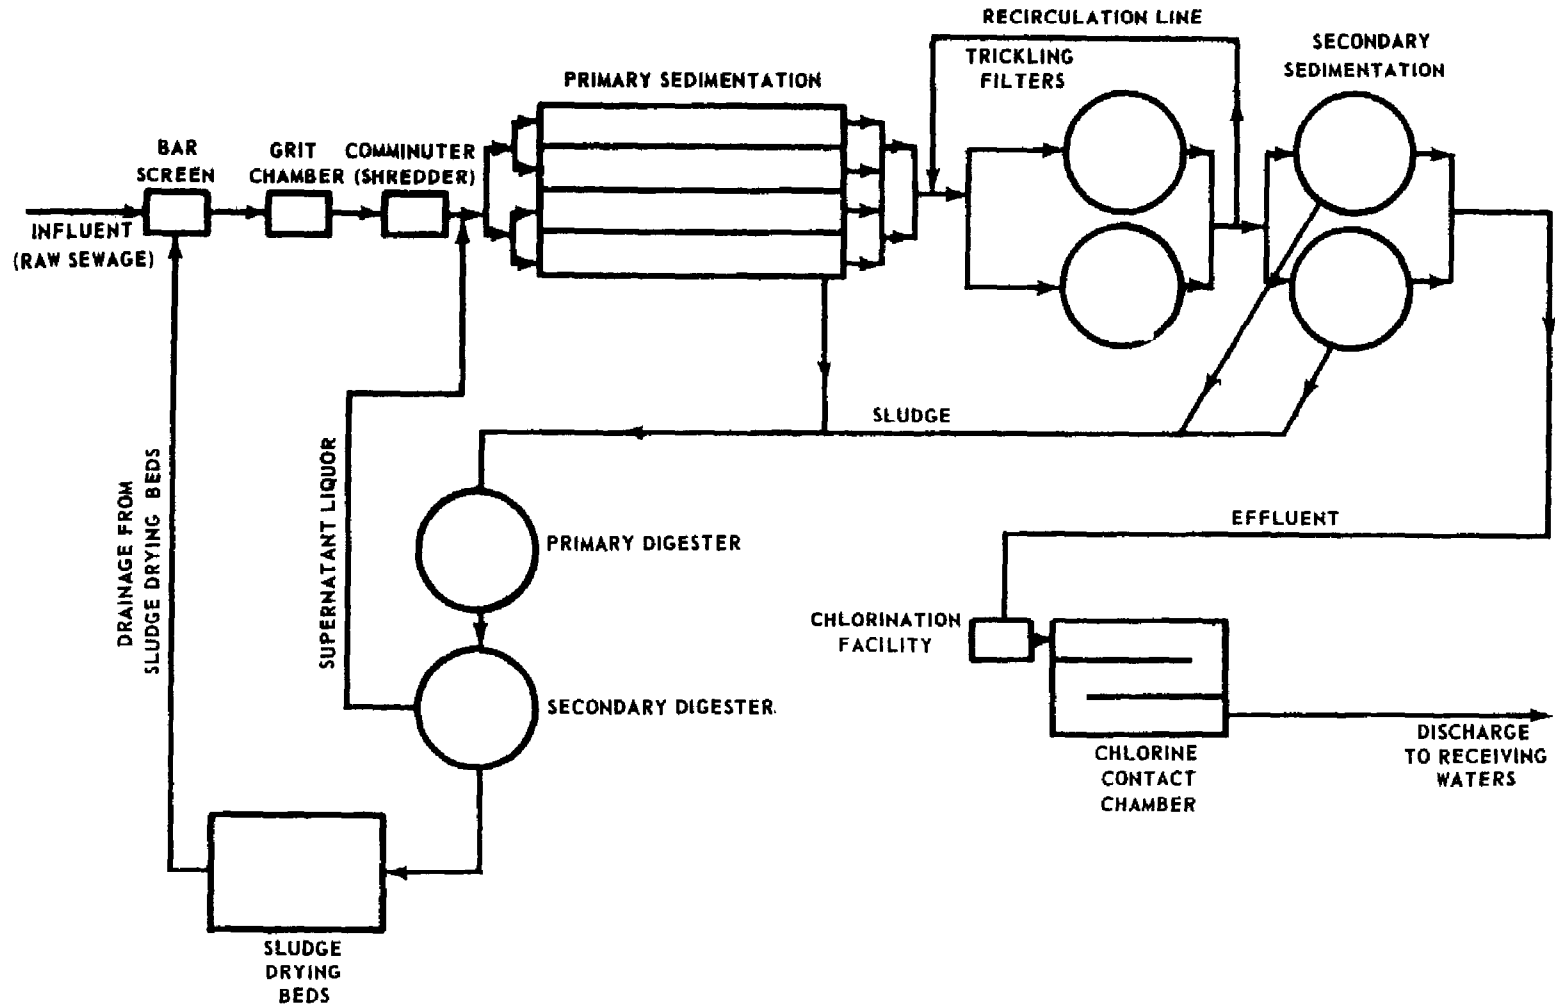 RECIRCULATION LINE
TRICKLING
FILTERS
SECONDARY
SEDIMENTATION
PRIMARY SEDIMENTATION
BAR
SCREEN
GRIT
CHAMBER
COMMINUTER
(SHREDDER)
INFLUENT
(RAW SEWAGE)
SLUDGE
DRAINAGE FROM
SLUDGE DRYING BEDS
SUPERNATANT LIQUOR
PRIMARY DIGESTER
EFFLUENT
CHLORINATION
FACILITY
SECONDARY DIGESTER
DISCHARGE
TO RECEIVING
WATERS
CHLORINE
CONTACT
CHAMBER
SLUDGE
DRYING
BEDS